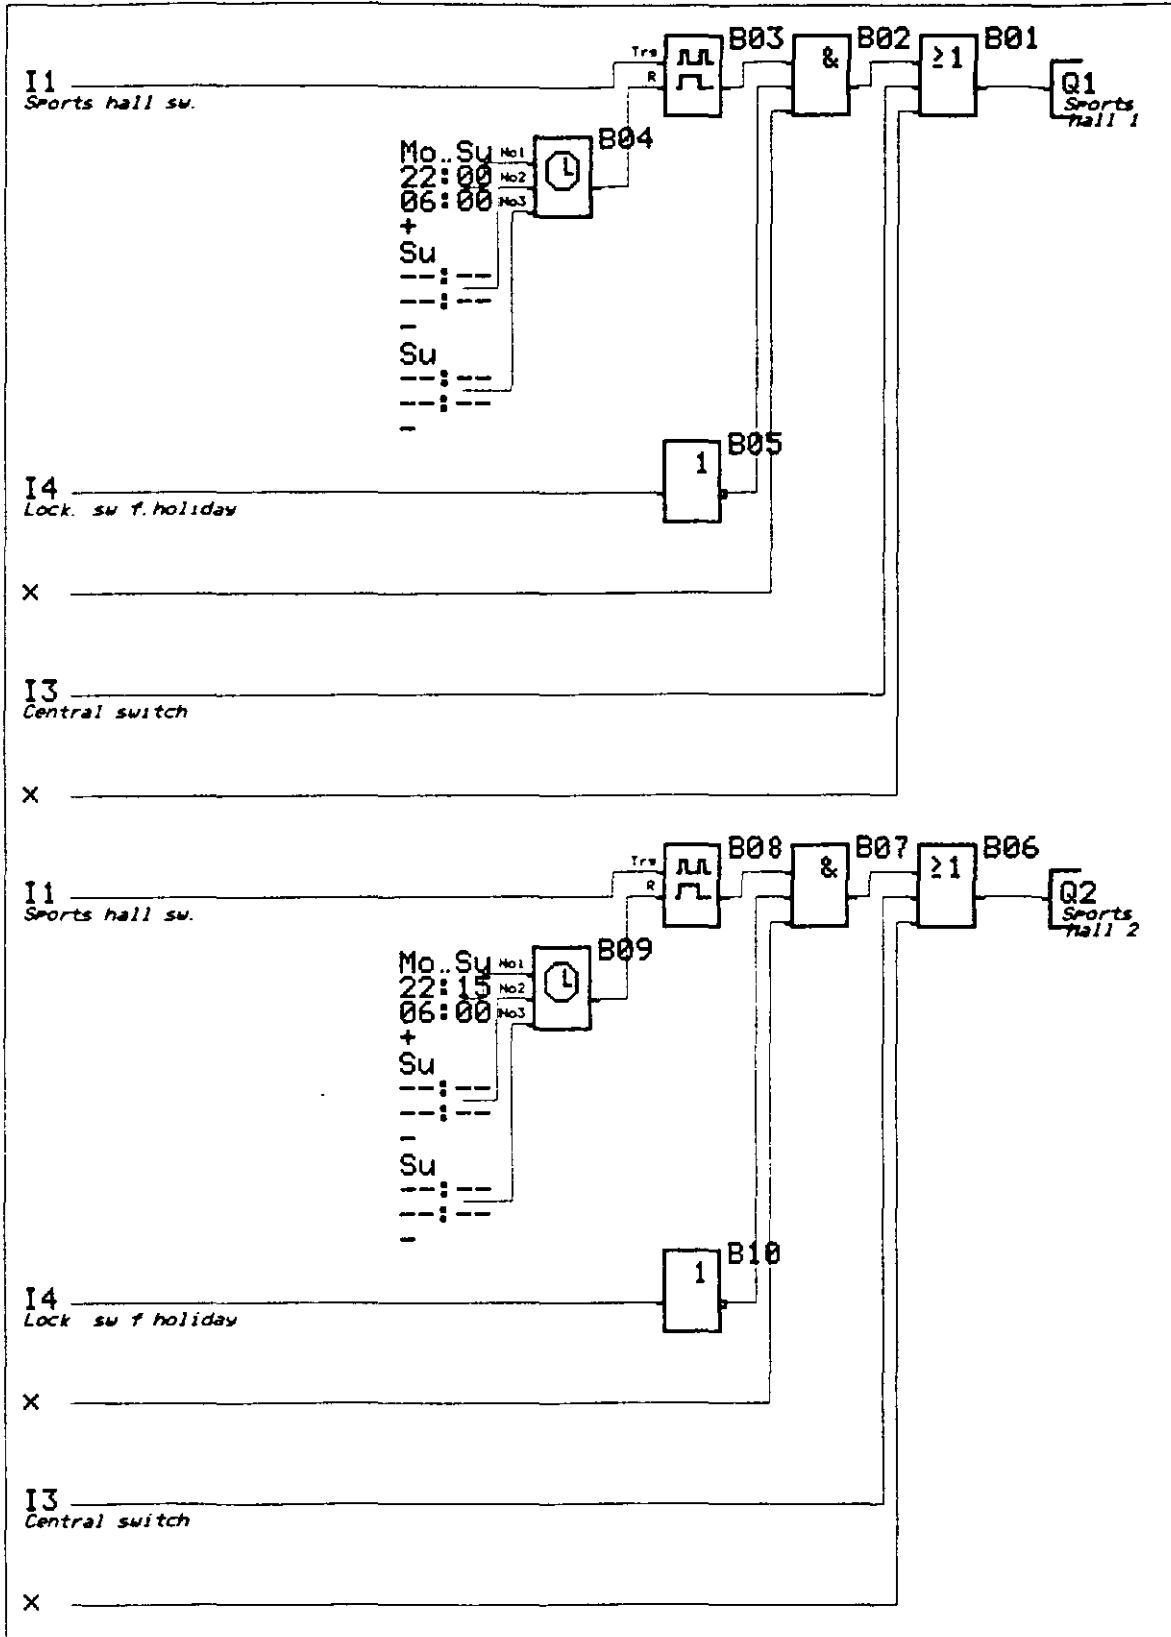 B03 B02 B01
Trg & ≥1
I1 R Q1
Sports hall sw. Sports
hall 1
B04
Mo..Su No1
22:00 No2
06:00 No3
+
Su
--:--
--:--
-
Su
--:--
--:--
-
B05
1
I4
Lock. sw f.holiday
x
I3
Central switch
x
B08 B07 B06
Trg & ≥1
I1 R Q2
Sports hall sw. Sports
hall 2
B09
Mo..Su No1
22:15 No2
06:00 No3
+
Su
--:--
--:--
-
Su
--:--
--:--
-
B10
1
I4
Lock sw f holiday
x
I3
Central switch
x